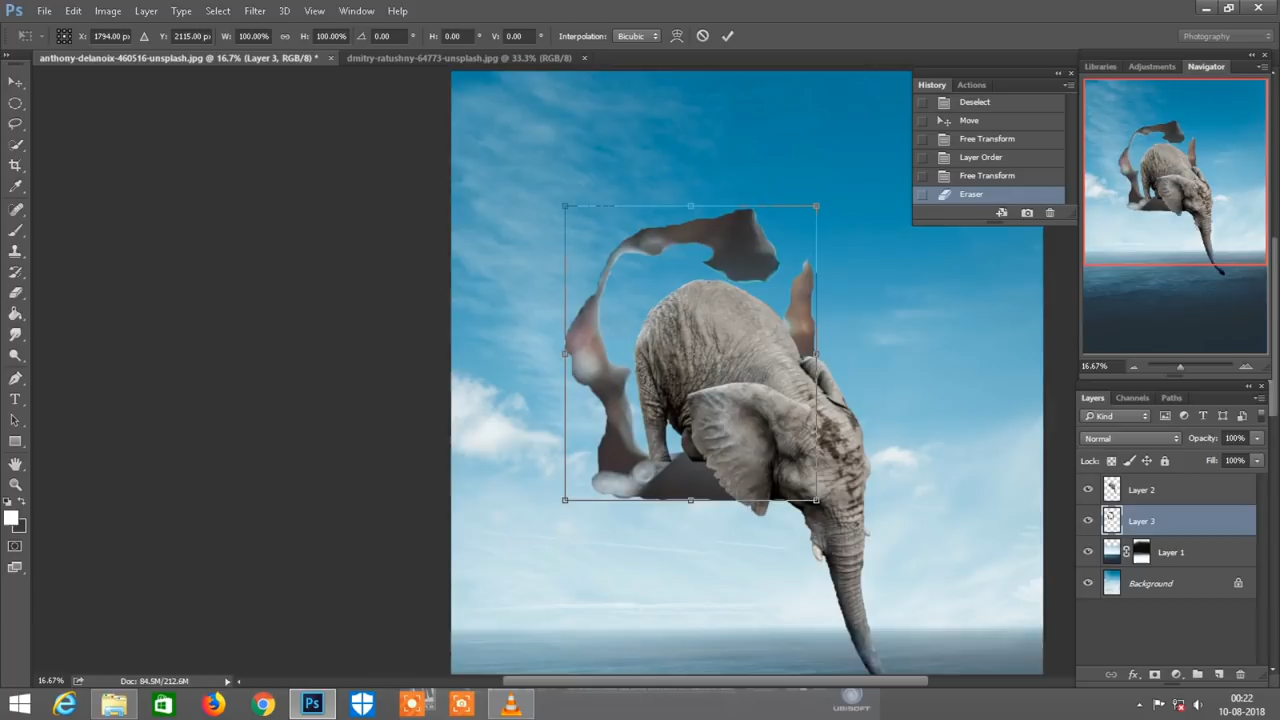 Ps File Edit Image Layer Type Select Filter 3D View Window Help
X: 1794.00 px Y: 2115.00 px W: 100.00% H: 100.00% 0.00 ° H: 0.00 ° V: 0.00 ° Interpolation: Bicubic Photography
anthony-delanoix-460516-unsplash.jpg @ 16.7% (Layer 3, RGB/8) * × dmitry-ratushny-64773-unsplash.jpg @ 33.3% (RGB/8) ×
Libraries Adjustments Navigator
History Actions
Deselect
Move
Free Transform
Layer Order
Free Transform
Eraser
16.67%
Layers Channels Paths
Kind
Normal Opacity: 100%
Lock: Fill: 100%
Layer 2
Layer 3
Layer 1
Background
16.67% Doc: 84.5M/212.6M
Ps
UBISOFT
00:22
10-08-2018